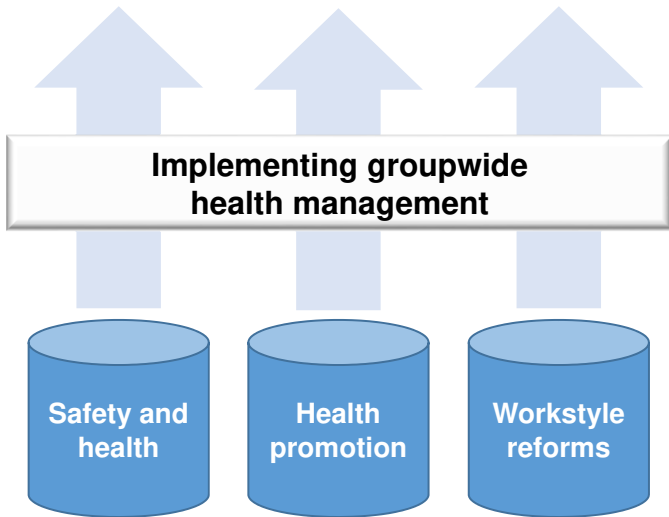 Implementing groupwide
health management
Safety and
health
Health
promotion
Workstyle
reforms